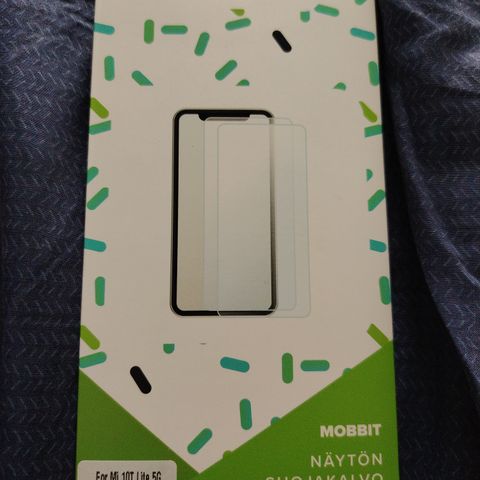 MOBBIT
NÄYTÖN
SUOJAKALVO
For Mi 10T Lite 5G